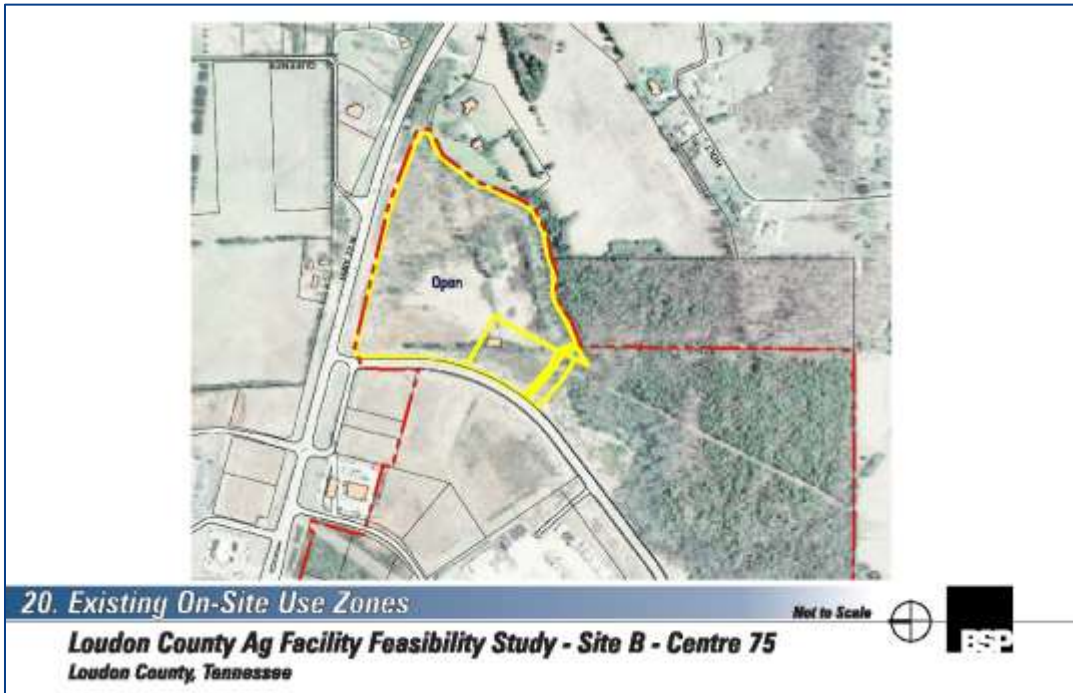 Open
20. Existing On-Site Use Zones
Not to Scale
BSP
Loudon County Ag Facility Feasibility Study - Site B - Centre 75
Loudon County, Tennessee